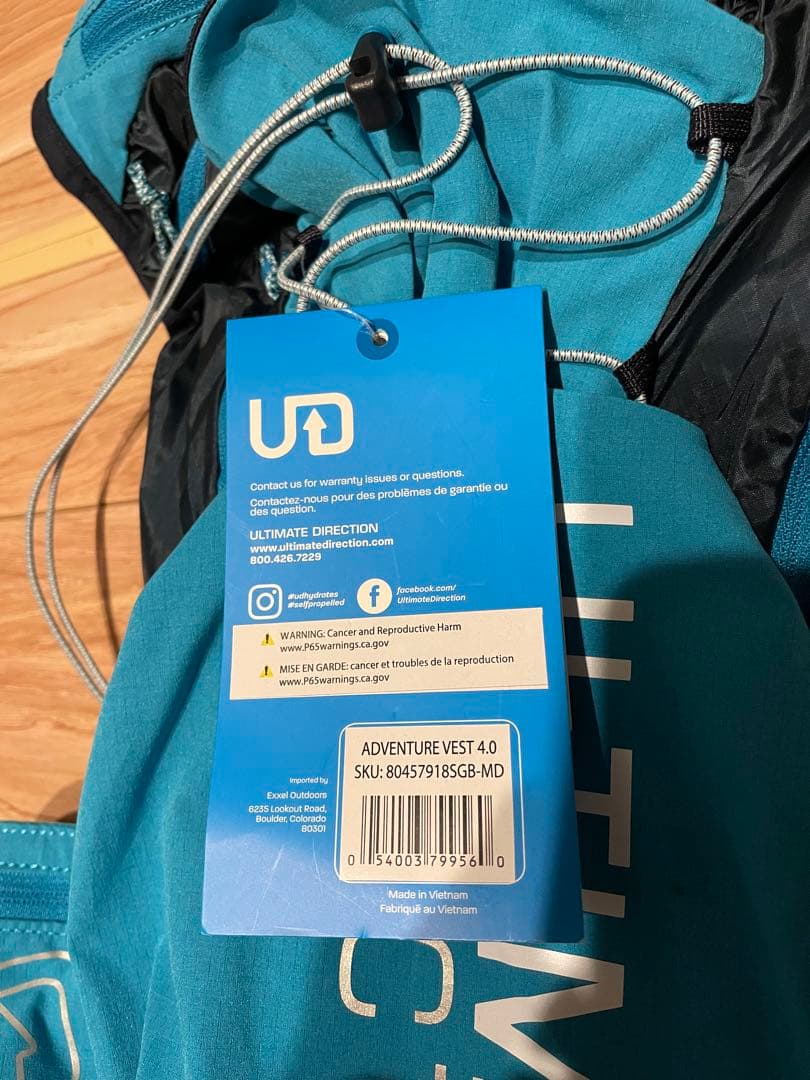 UD
Contact us for warranty issues or questions.
Contactez-nous pour des problèmes de garantie ou
des question.
ULTIMATE DIRECTION
www.ultimatedirection.com
800.426.7229
#udhydrates
#selfpropelled
facebook.com/
UltimateDirection
WARNING: Cancer and Reproductive Harm
www.P65warnings.ca.gov
MISE EN GARDE: cancer et troubles de la reproduction
www.P65warnings.ca.gov
ADVENTURE VEST 4.0
SKU: 80457918SGB-MD
0 54003 79956 0
Imported by
Exxel Outdoors
6235 Lookout Road,
Boulder, Colorado
80301
Made in Vietnam
Fabriquē au Vietnam